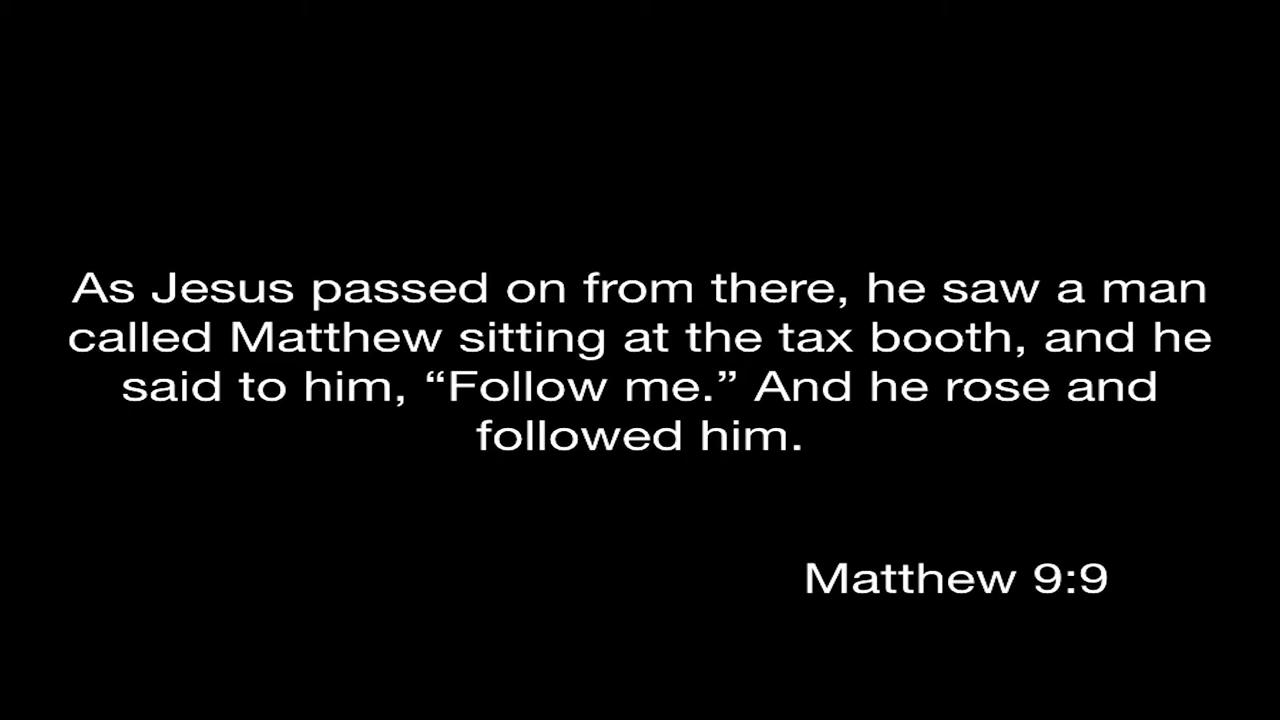 As Jesus passed on from there, he saw a man
called Matthew sitting at the tax booth, and he
said to him, “Follow me.” And he rose and
followed him.
Matthew 9:9